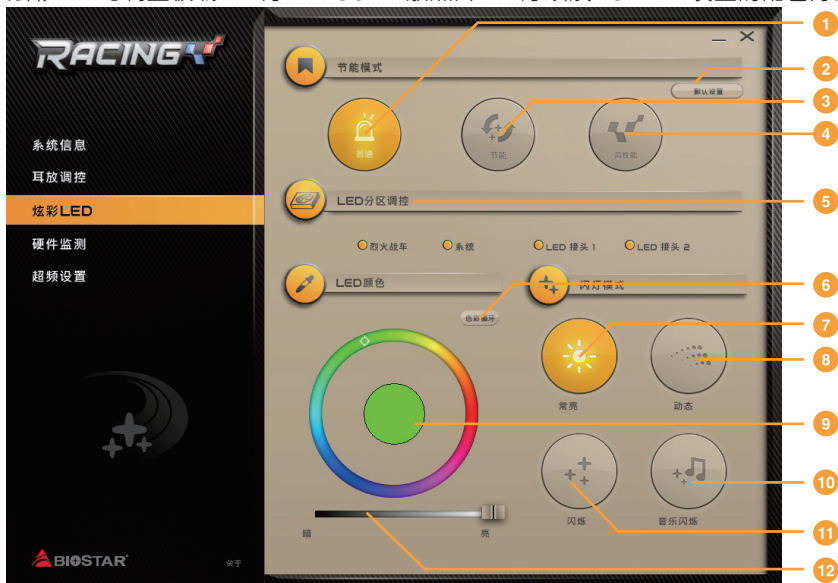 RACING
节能模式
默认设置
普通
节能
高性能
系统信息
耳放调控
炫彩LED
硬件监测
超频设置
LED分区调控
烈火战车
系统
LED 接头 1
LED 接头 2
LED颜色
闪灯模式
色彩循环
常亮
动态
闪烁
音乐闪烁
暗
亮
BIOSTAR
关于
1
2
3
4
5
6
7
8
9
10
11
12